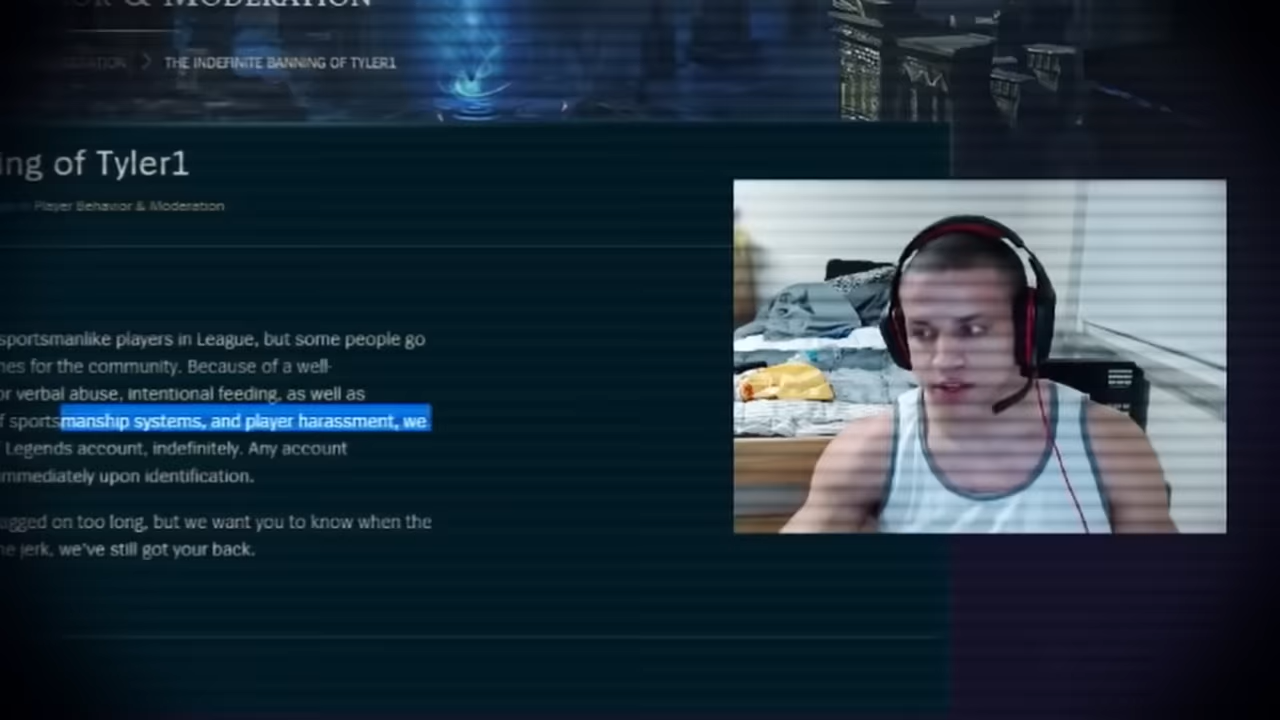 & MODERATION
THE INDEFINITE BANNING OF TYLER1
ing of Tyler1
Player Behavior & Moderation
sportsmanlike players in League, but some people go
nes for the community. Because of a well-
or verbal abuse, intentional feeding, as well as
f sportsmanship systems, and player harassment, we
Legends account, indefinitely. Any account
immediately upon identification.
agged on too long, but we want you to know when the
ne jerk, we've still got your back.